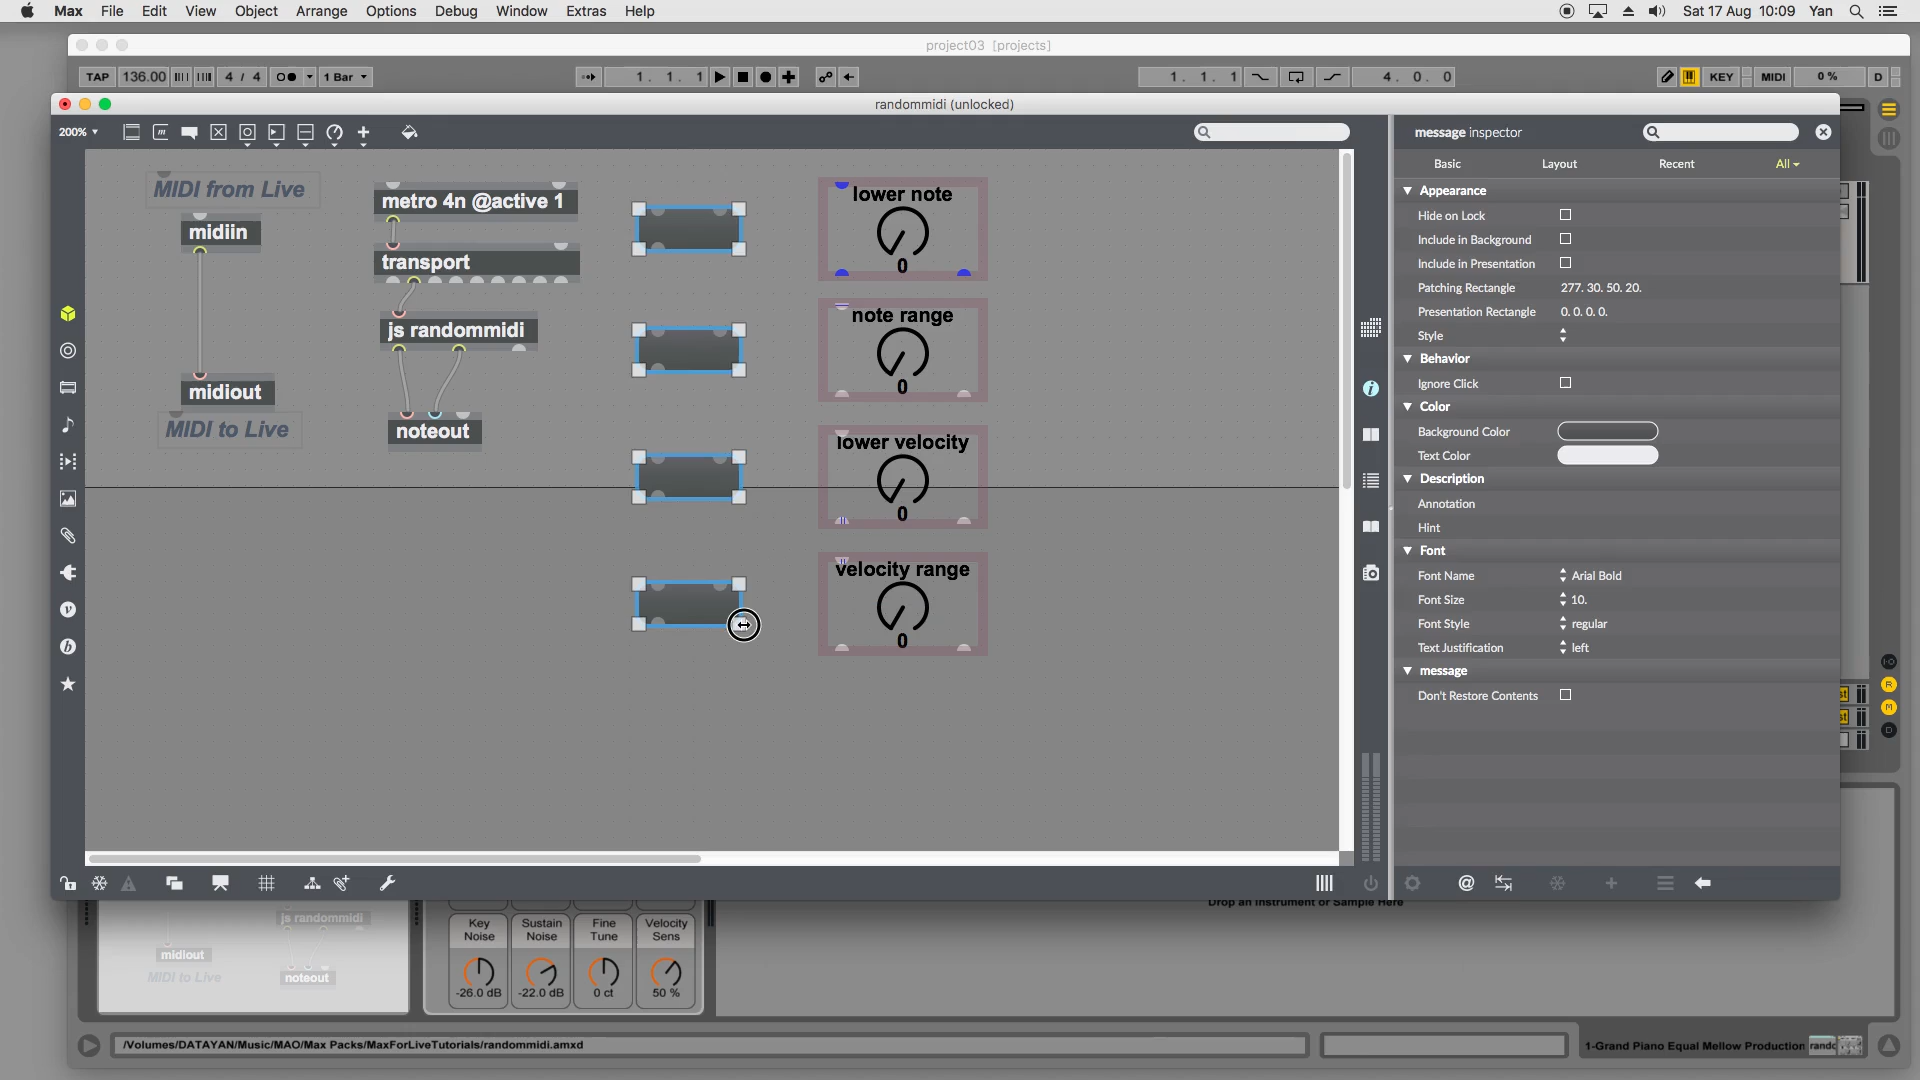 Max File Edit View Object Arrange Options Debug Window Extras Help Sat 17 Aug 10:09 Yan
project03 [projects]
TAP 136.00 4 / 4 1 Bar 1. 1. 1 1. 1. 1 4. 0. 0 KEY MIDI 0 % D
randommidi (unlocked)
200%
message inspector
Basic Layout Recent All
MIDI from Live
midiin
midiout
MIDI to Live
metro 4n @active 1
transport
js randommidi
noteout
lower note
0
note range
0
lower velocity
0
velocity range
0
Appearance
Hide on Lock
Include in Background
Include in Presentation
Patching Rectangle 277. 30. 50. 20.
Presentation Rectangle 0. 0. 0. 0.
Style
Behavior
Ignore Click
Color
Background Color
Text Color
Description
Annotation
Hint
Font
Font Name Arial Bold
Font Size 10.
Font Style regular
Text Justification left
message
Don't Restore Contents
R
M
D
Drop an Instrument or Sample Here
js randommidi
midiout
MIDI to Live
noteout
Key Noise
-26.0 dB
Sustain Noise
-22.0 dB
Fine Tune
0 ct
Velocity Sens
50 %
/Volumes/DATAYAN/Music/MAO/Max Packs/MaxForLiveTutorials/randommidi.amxd
1-Grand Piano Equal Mellow Production